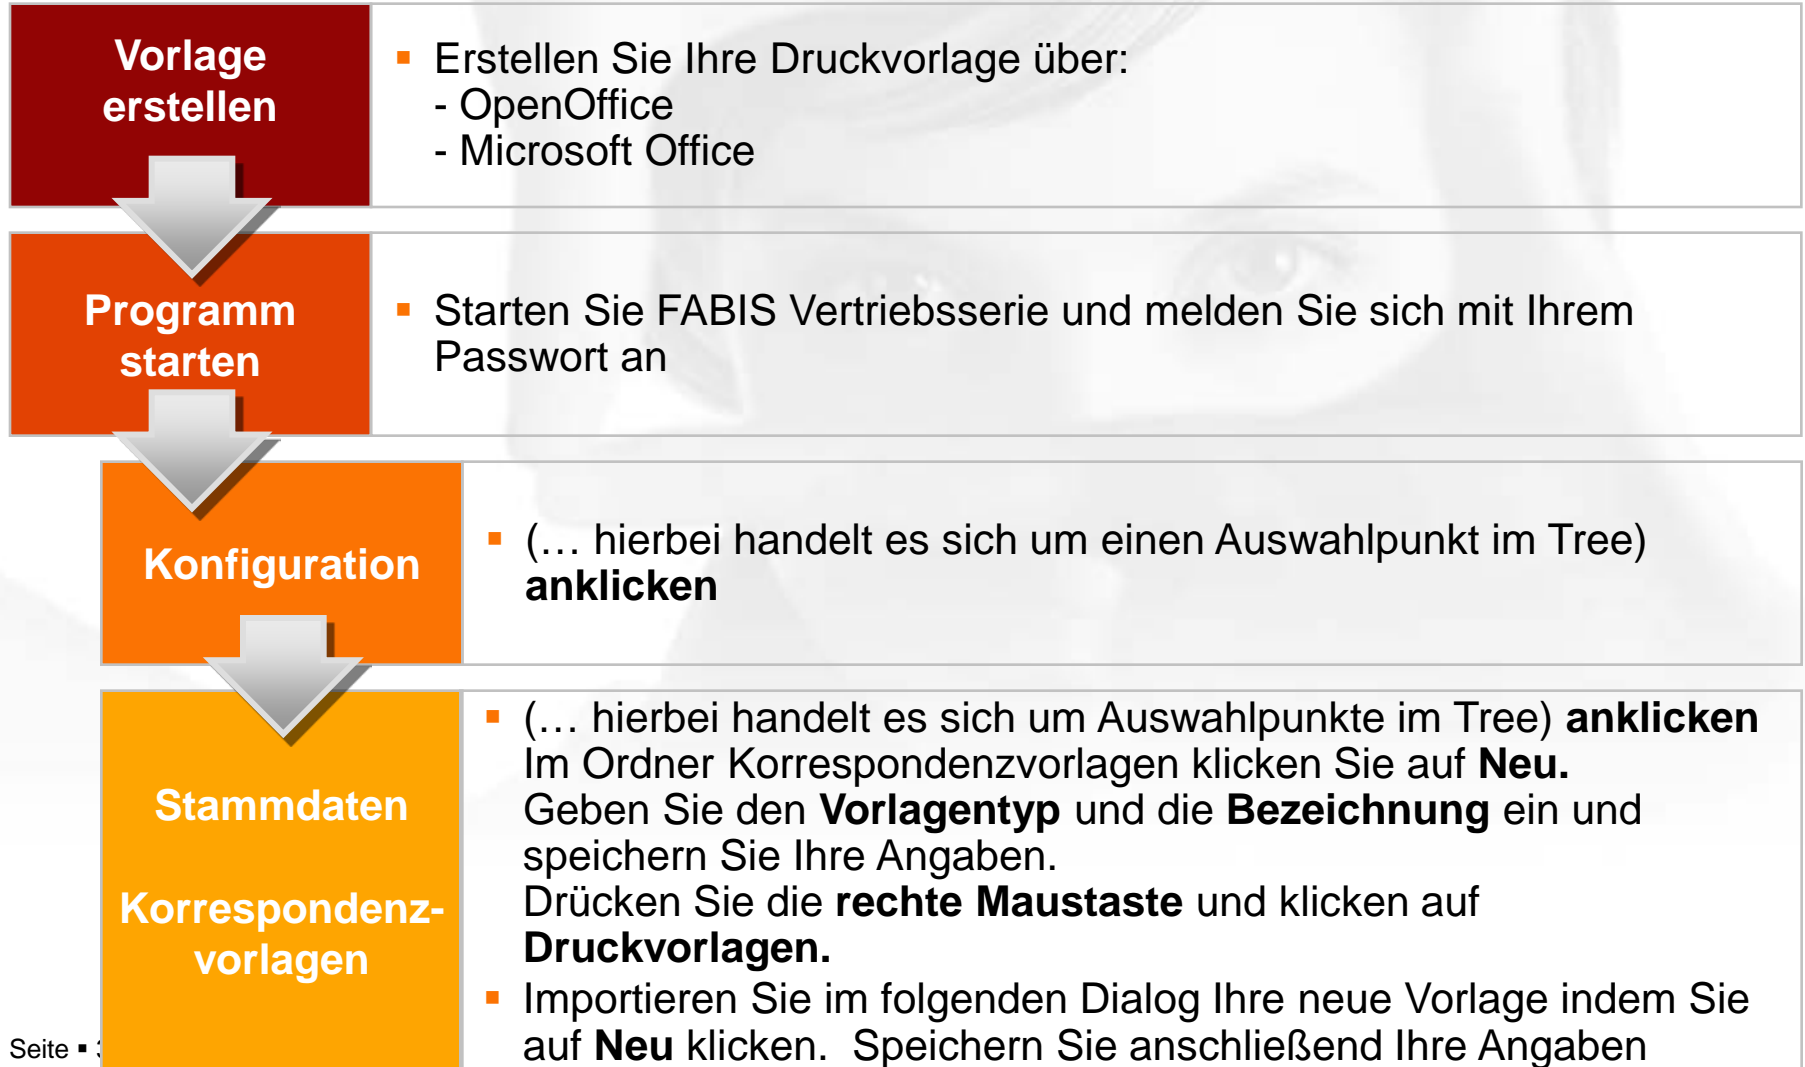 Vorlage
erstellen
▪ Erstellen Sie Ihre Druckvorlage über:
- OpenOffice
- Microsoft Office
Programm
starten
▪ Starten Sie FABIS Vertriebsserie und melden Sie sich mit Ihrem
Passwort an
Konfiguration
▪ (… hierbei handelt es sich um einen Auswahlpunkt im Tree)
anklicken
Stammdaten
Korrespondenz-
vorlagen
▪ (… hierbei handelt es sich um Auswahlpunkte im Tree) anklicken
Im Ordner Korrespondenzvorlagen klicken Sie auf Neu.
Geben Sie den Vorlagentyp und die Bezeichnung ein und
speichern Sie Ihre Angaben.
Drücken Sie die rechte Maustaste und klicken auf
Druckvorlagen.
▪ Importieren Sie im folgenden Dialog Ihre neue Vorlage indem Sie
auf Neu klicken.  Speichern Sie anschließend Ihre Angaben
Seite ▪